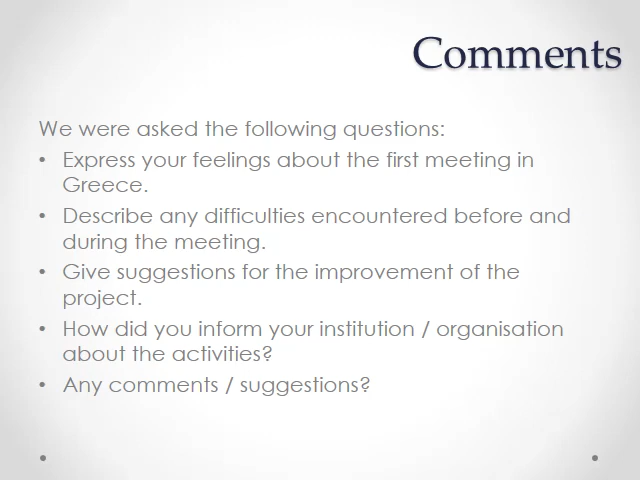 Comments
We were asked the following questions:
• Express your feelings about the first meeting in
Greece.
• Describe any difficulties encountered before and
during the meeting.
• Give suggestions for the improvement of the
project.
• How did you inform your institution / organisation
about the activities?
• Any comments / suggestions?